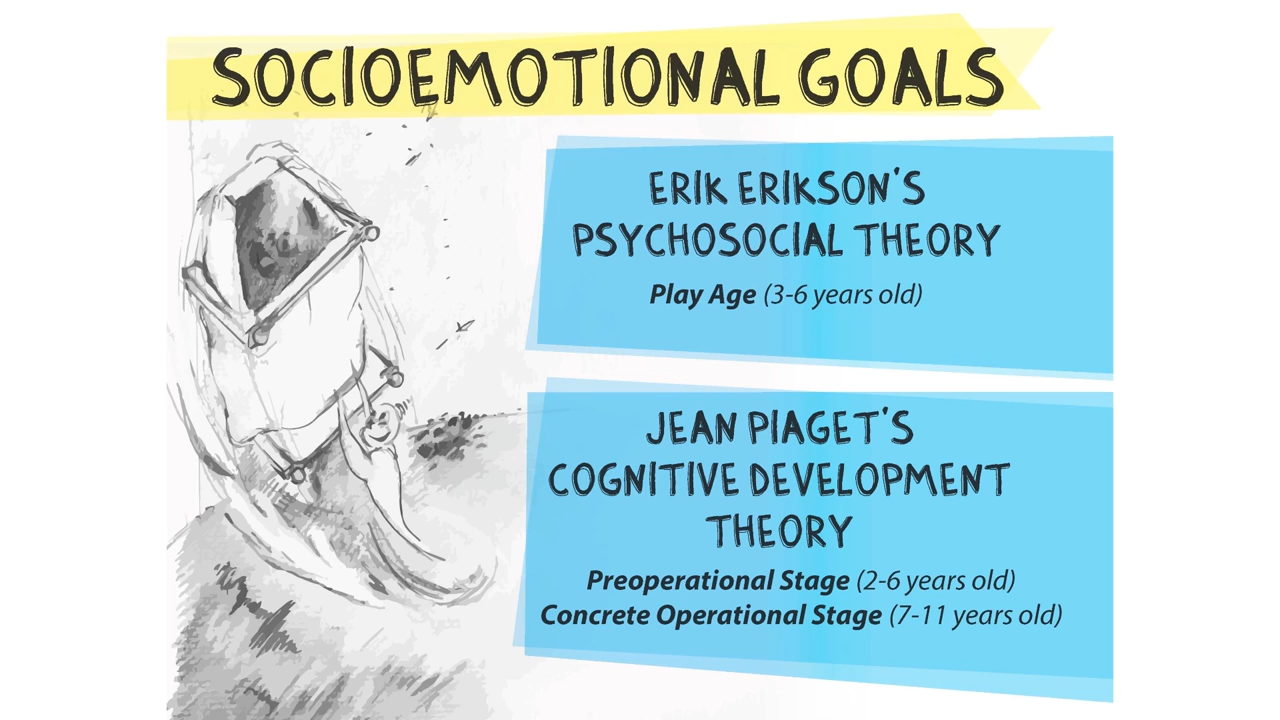 SOCIOEMOTIONAL GOALS
ERIK ERIKSON'S
PSYCHOSOCIAL THEORY
Play Age (3-6 years old)
JEAN PIAGET'S
COGNITIVE DEVELOPMENT
THEORY
Preoperational Stage (2-6 years old)
Concrete Operational Stage (7-11 years old)